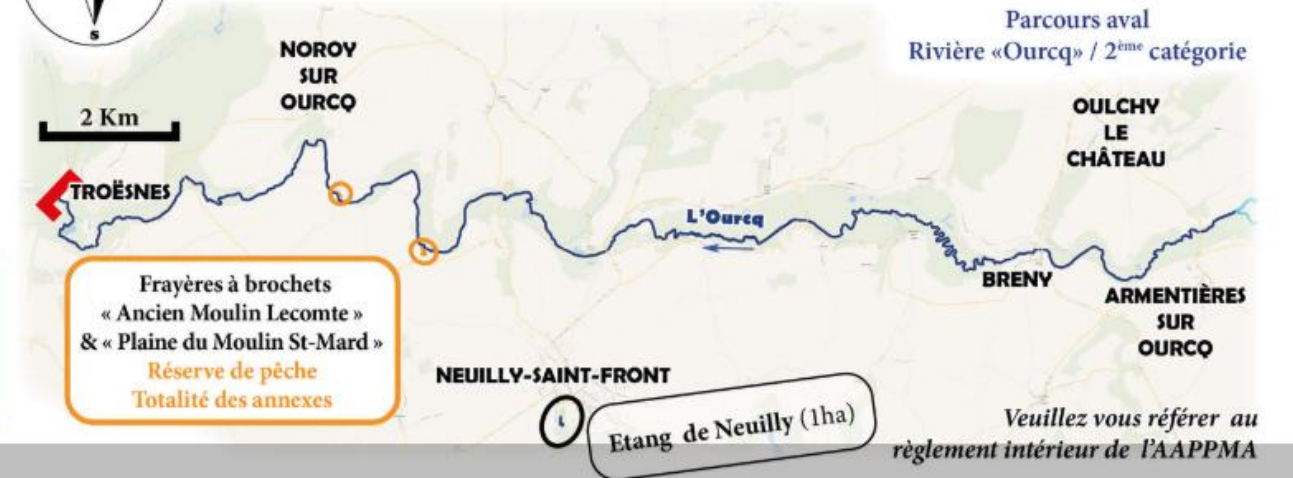 S
Parcours aval
Rivière «Ourcq» / 2ème catégorie
NOROY
SUR
OURCQ
OULCHY
LE
CHÂTEAU
2 Km
TROËSNES
L'Ourcq
BRENY
ARMENTIÈRES
SUR
OURCQ
Frayères à brochets
« Ancien Moulin Lecomte »
& « Plaine du Moulin St-Mard »
Réserve de pêche
Totalité des annexes
NEUILLY-SAINT-FRONT
Etang de Neuilly (1ha)
Veuillez vous référer au
règlement intérieur de l'AAPPMA